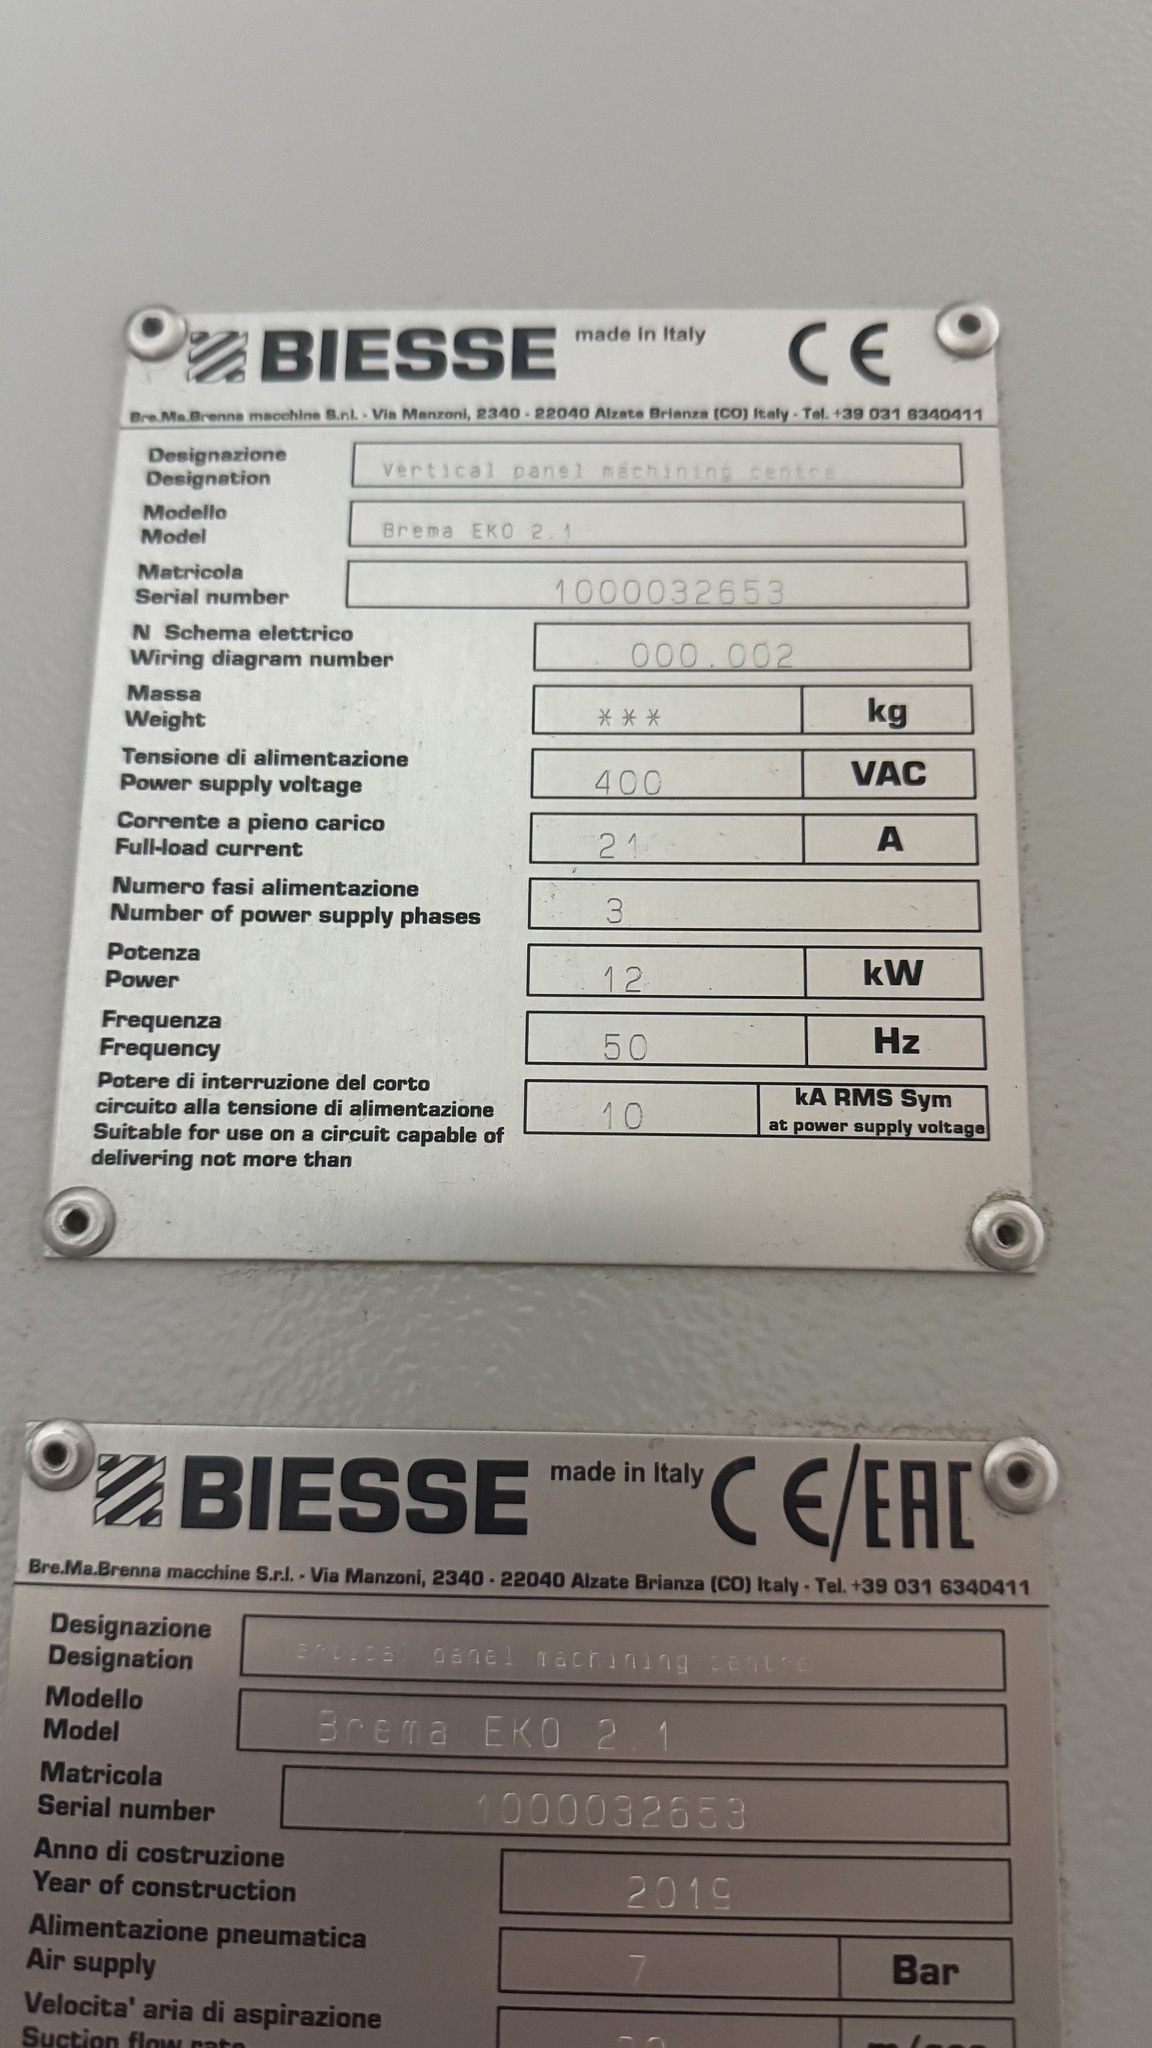 BIESSE made in Italy CE
Bre.Ma.Brenna macchine S.r.l. - Via Manzoni, 2340 - 22040 Alzate Brianza (CO) Italy - Tel. +39 031 6340411
Designazione
Designation Vertical panel machining centre
Modello
Model Brema EKO 2.1
Matricola
Serial number 1000032653
N Schema elettrico
Wiring diagram number 000.002
Massa
Weight *** kg
Tensione di alimentazione
Power supply voltage 400 VAC
Corrente a pieno carico
Full-load current 21 A
Numero fasi alimentazione
Number of power supply phases 3
Potenza
Power 12 kW
Frequenza
Frequency 50 Hz
Potere di interruzione del corto
circuito alla tensione di alimentazione
Suitable for use on a circuit capable of
delivering not more than
10 kA RMS Sym
at power supply voltage
BIESSE made in Italy CE/EAC
Bre.Ma.Brenna macchine S.r.l. - Via Manzoni, 2340 - 22040 Alzate Brianza (CO) Italy - Tel. +39 031 6340411
Designazione
Designation Vertical panel machining centre
Modello
Model Brema EKO 2.1
Matricola
Serial number 1000032653
Anno di costruzione
Year of construction 2019
Alimentazione pneumatica
Air supply 7 Bar
Velocita' aria di aspirazione
Suction flow rate